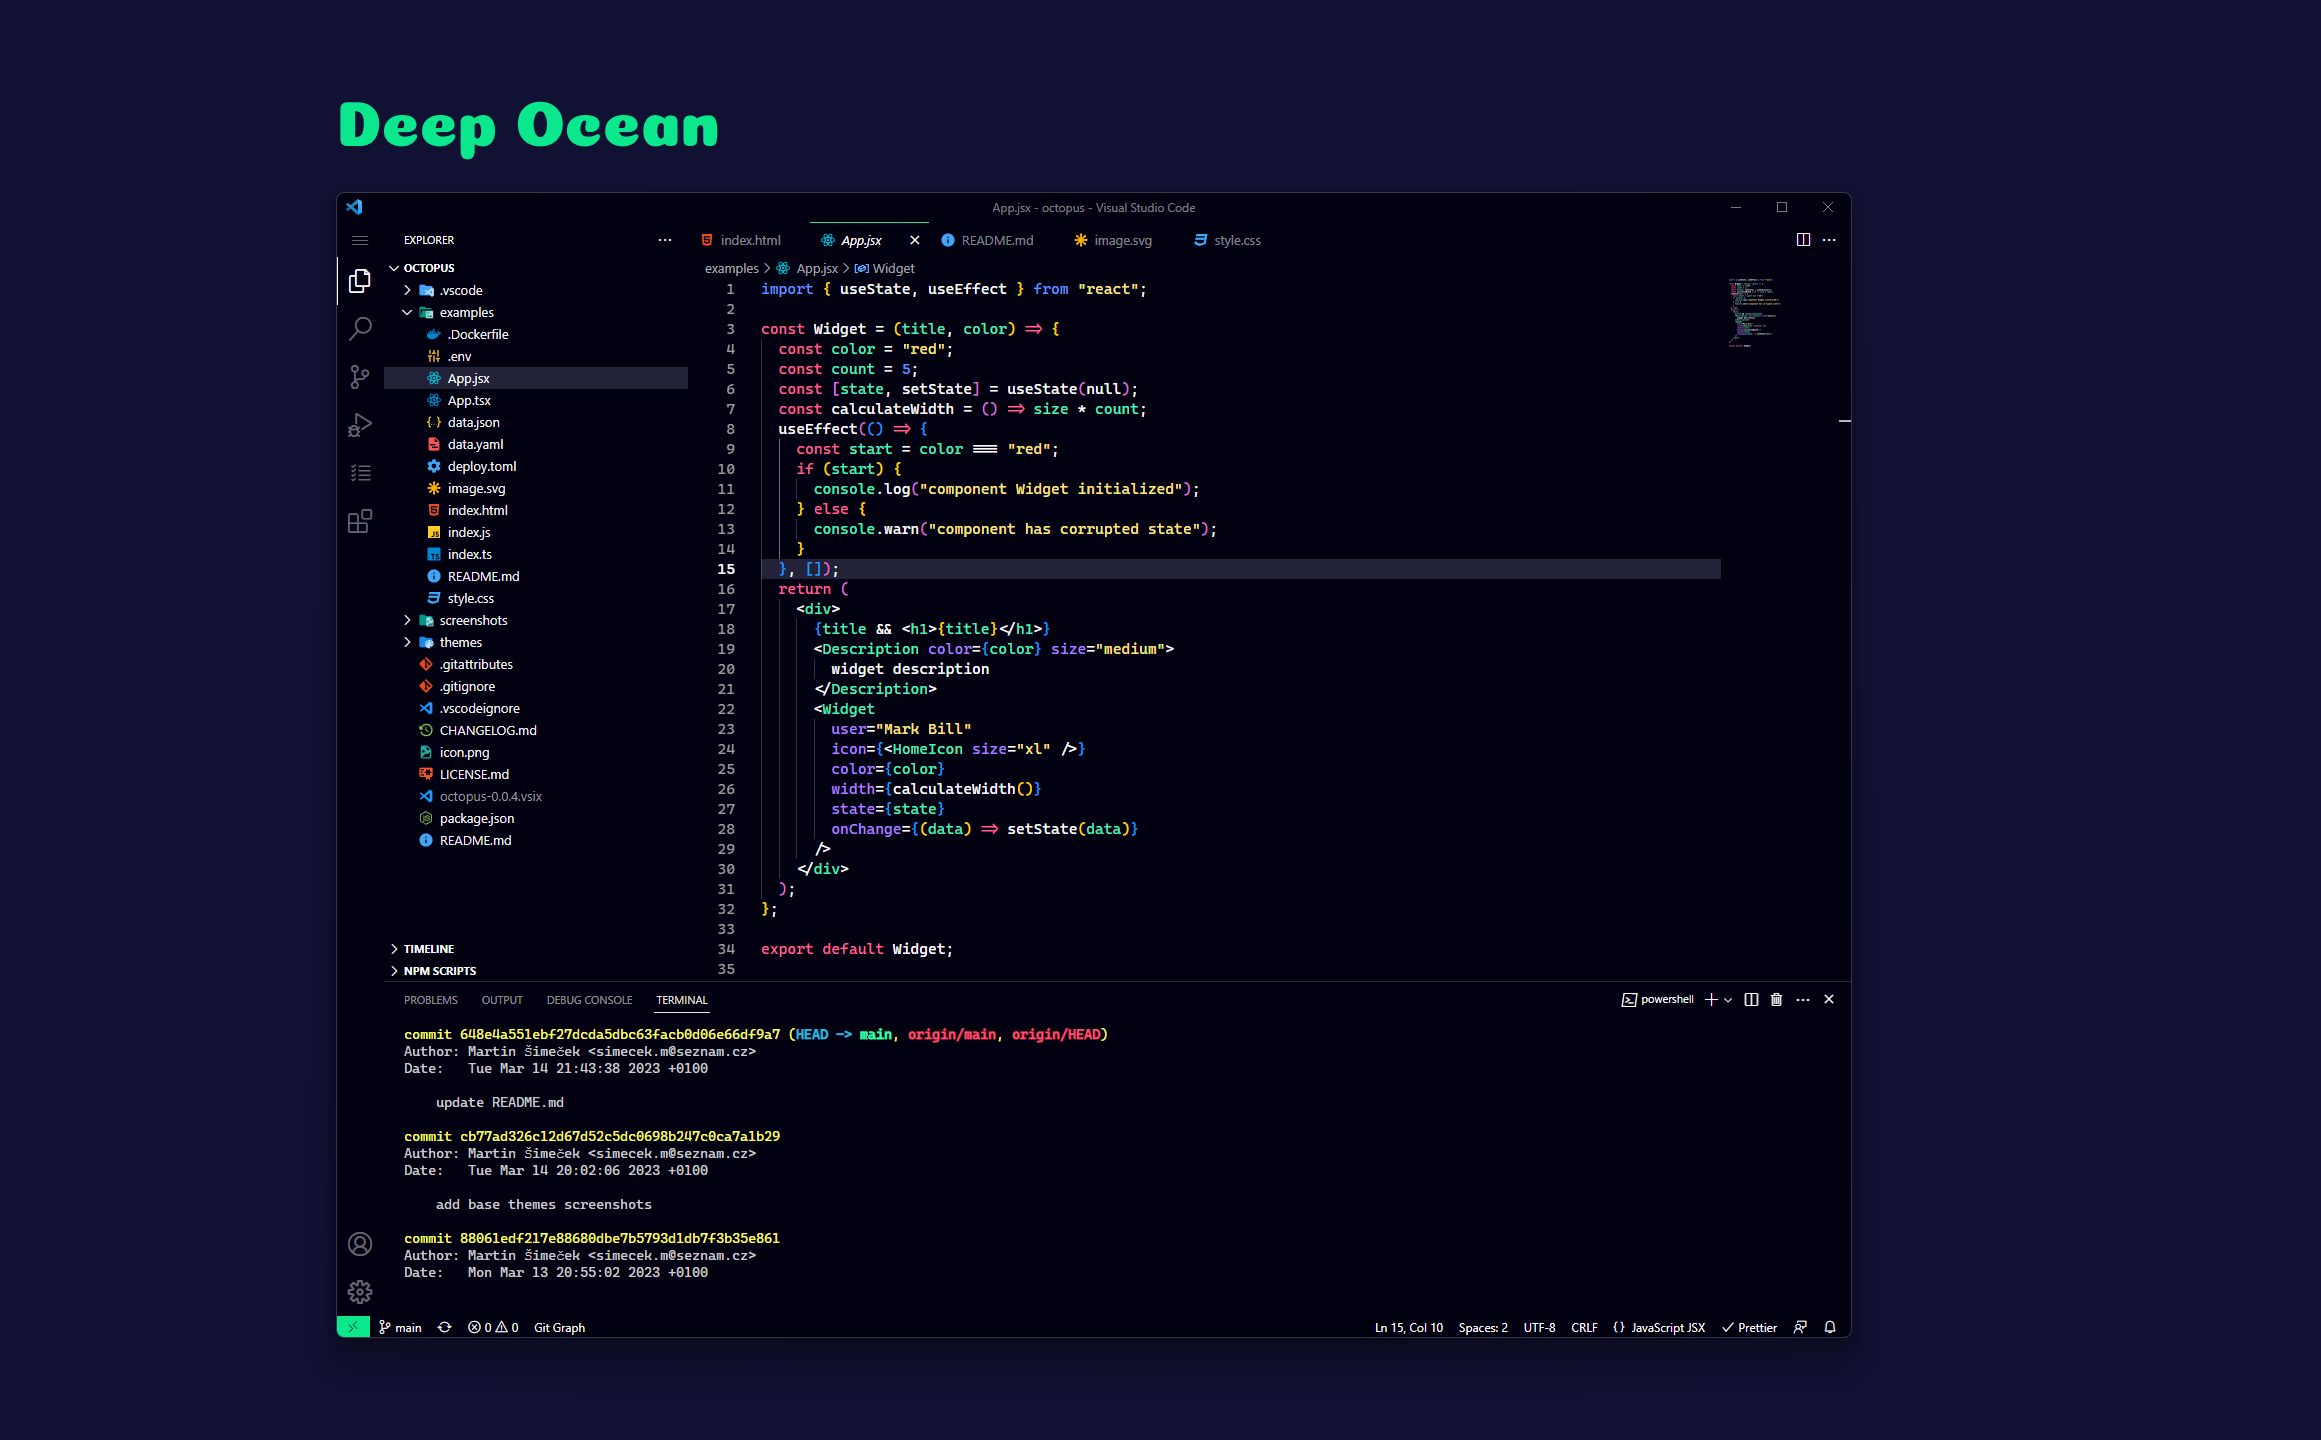 Deep Ocean
App.jsx - octopus - Visual Studio Code
EXPLORER
index.html
App.jsx
README.md
image.svg
style.css
OCTOPUS
.vscode
examples
.Dockerfile
.env
App.jsx
App.tsx
data.json
data.yaml
deploy.toml
image.svg
index.html
index.js
index.ts
README.md
style.css
screenshots
themes
.gitattributes
.gitignore
.vscodeignore
CHANGELOG.md
icon.png
LICENSE.md
octopus-0.0.4.vsix
package.json
README.md
TIMELINE
NPM SCRIPTS
examples > App.jsx > Widget
1 import { useState, useEffect } from "react";
2
3 const Widget = (title, color) => {
4 const color = "red";
5 const count = 5;
6 const [state, setState] = useState(null);
7 const calculateWidth = () => size * count;
8 useEffect(() => {
9 const start = color === "red";
10 if (start) {
11 console.log("component Widget initialized");
12 } else {
13 console.warn("component has corrupted state");
14 }
15 }, []);
16 return (
17 <div>
18 {title && <h1>{title}</h1>}
19 <Description color={color} size="medium">
20 widget description
21 </Description>
22 <Widget
23 user="Mark Bill"
24 icon={<HomeIcon size="xl" />}
25 color={color}
26 width={calculateWidth()}
27 state={state}
28 onChange={(data) => setState(data)}
29 />
30 </div>
31 );
32 };
33
34 export default Widget;
35
PROBLEMS OUTPUT DEBUG CONSOLE TERMINAL
powershell
commit 648e4a551ebf27dcda5dbc63facb0d06e66df9a7 (HEAD -> main, origin/main, origin/HEAD)
Author: Martin Šimeček <simecek.m@seznam.cz>
Date: Tue Mar 14 21:43:38 2023 +0100
update README.md
commit cb77ad326c12d67d52c5dc0698b247c0ca7a1b29
Author: Martin Šimeček <simecek.m@seznam.cz>
Date: Tue Mar 14 20:02:06 2023 +0100
add base themes screenshots
commit 88061edf217e88680dbe7b5793d1db7f3b35e861
Author: Martin Šimeček <simecek.m@seznam.cz>
Date: Mon Mar 13 20:55:02 2023 +0100
main 0 0 Git Graph
Ln 15, Col 10 Spaces: 2 UTF-8 CRLF {} JavaScript JSX Prettier